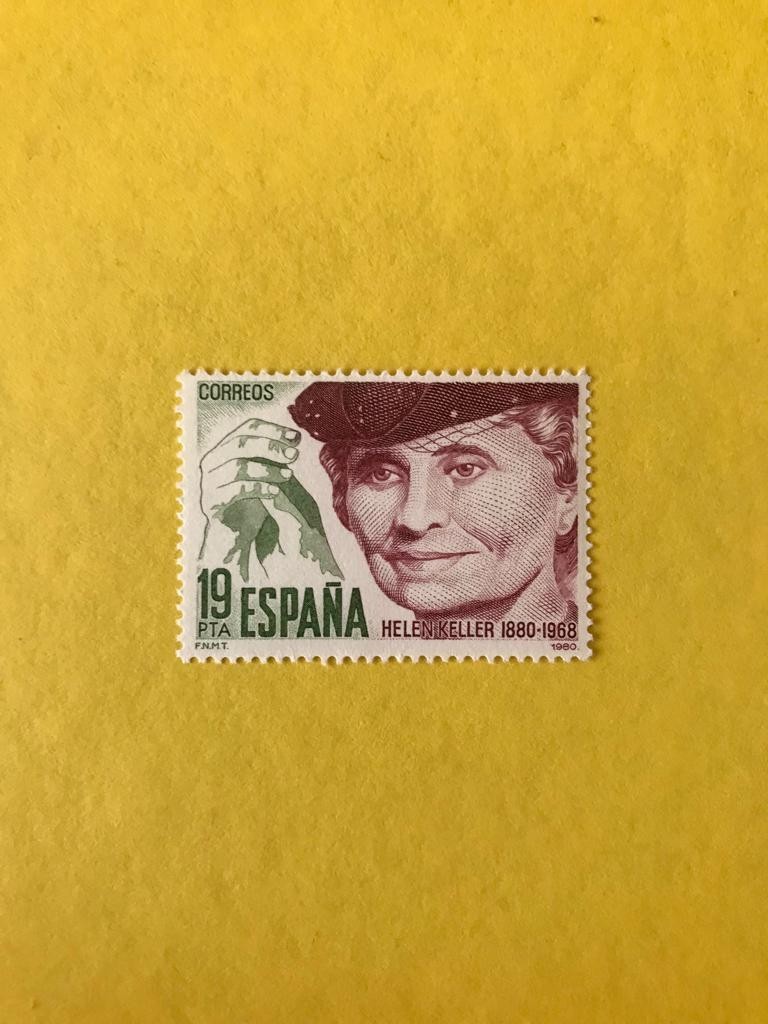 CORREOS
19
PTA ESPAÑA
HELEN KELLER 1880-1968
F.N.M.T. 1980.